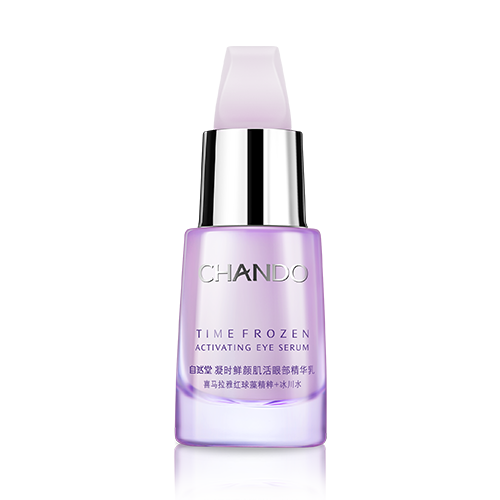 CHANDO
TIME FROZEN
ACTIVATING EYE SERUM
自然堂 凝时鲜颜肌活眼部精华乳
喜马拉雅红球藻精粹+冰川水